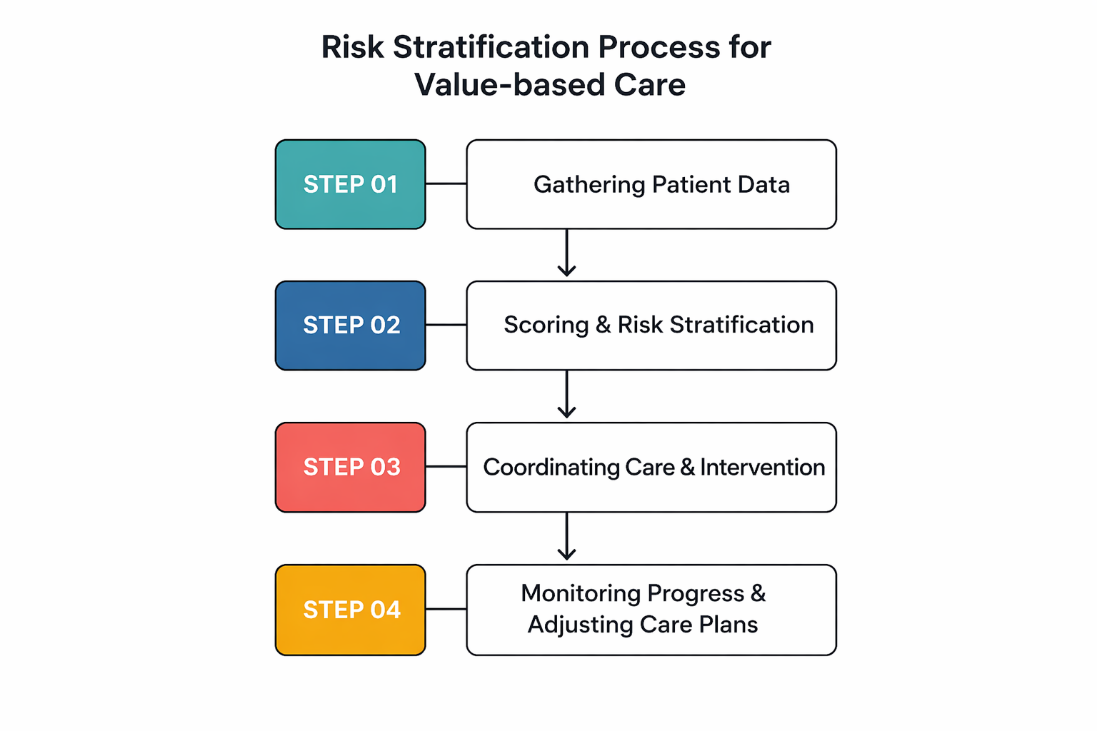 Risk Stratification Process for
Value-based Care
STEP 01
Gathering Patient Data
STEP 02
Scoring & Risk Stratification
STEP 03
Coordinating Care & Intervention
STEP 04
Monitoring Progress &
Adjusting Care Plans